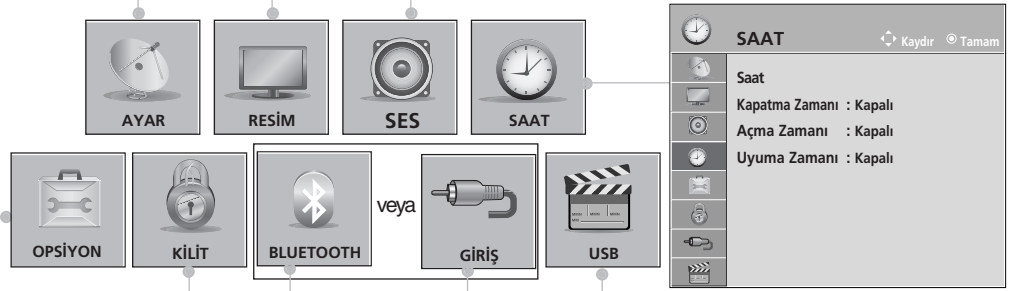 AYAR
RESİM
SES
SAAT
OPSİYON
KİLİT
BLUETOOTH
veya
GİRİŞ
USB
SAAT
Kaydır
Tamam
Saat
Kapatma Zamanı : Kapalı
Açma Zamanı : Kapalı
Uyuma Zamanı : Kapalı